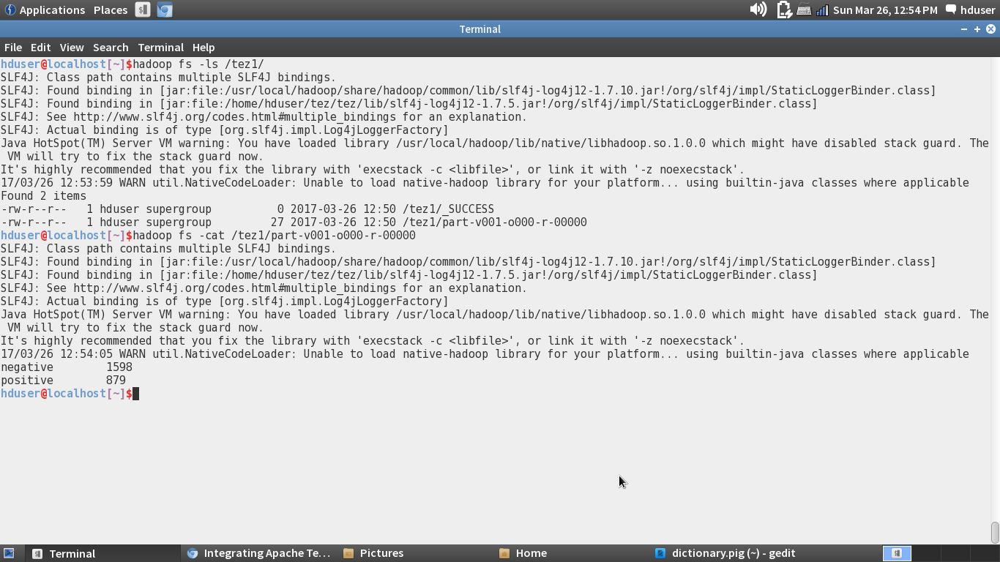 Applications Places Sun Mar 26, 12:54 PM hduser
Terminal
File Edit View Search Terminal Help
hduser@localhost[~]$hadoop fs -ls /tez1/
SLF4J: Class path contains multiple SLF4J bindings.
SLF4J: Found binding in [jar:file:/usr/local/hadoop/share/hadoop/common/lib/slf4j-log4j12-1.7.10.jar!/org/slf4j/impl/StaticLoggerBinder.class]
SLF4J: Found binding in [jar:file:/home/hduser/tez/tez/lib/slf4j-log4j12-1.7.5.jar!/org/slf4j/impl/StaticLoggerBinder.class]
SLF4J: See http://www.slf4j.org/codes.html#multiple_bindings for an explanation.
SLF4J: Actual binding is of type [org.slf4j.impl.Log4jLoggerFactory]
Java HotSpot(TM) Server VM warning: You have loaded library /usr/local/hadoop/lib/native/libhadoop.so.1.0.0 which might have disabled stack guard. The
 VM will try to fix the stack guard now.
It's highly recommended that you fix the library with 'execstack -c <libfile>', or link it with '-z noexecstack'.
17/03/26 12:53:59 WARN util.NativeCodeLoader: Unable to load native-hadoop library for your platform... using builtin-java classes where applicable
Found 2 items
-rw-r--r--   1 hduser supergroup          0 2017-03-26 12:50 /tez1/_SUCCESS
-rw-r--r--   1 hduser supergroup         27 2017-03-26 12:50 /tez1/part-v001-o000-r-00000
hduser@localhost[~]$hadoop fs -cat /tez1/part-v001-o000-r-00000
SLF4J: Class path contains multiple SLF4J bindings.
SLF4J: Found binding in [jar:file:/usr/local/hadoop/share/hadoop/common/lib/slf4j-log4j12-1.7.10.jar!/org/slf4j/impl/StaticLoggerBinder.class]
SLF4J: Found binding in [jar:file:/home/hduser/tez/tez/lib/slf4j-log4j12-1.7.5.jar!/org/slf4j/impl/StaticLoggerBinder.class]
SLF4J: See http://www.slf4j.org/codes.html#multiple_bindings for an explanation.
SLF4J: Actual binding is of type [org.slf4j.impl.Log4jLoggerFactory]
Java HotSpot(TM) Server VM warning: You have loaded library /usr/local/hadoop/lib/native/libhadoop.so.1.0.0 which might have disabled stack guard. The
 VM will try to fix the stack guard now.
It's highly recommended that you fix the library with 'execstack -c <libfile>', or link it with '-z noexecstack'.
17/03/26 12:54:05 WARN util.NativeCodeLoader: Unable to load native-hadoop library for your platform... using builtin-java classes where applicable
negative        1598
positive        879
hduser@localhost[~]$
Terminal Integrating Apache Te... Pictures Home dictionary.pig (~) - gedit